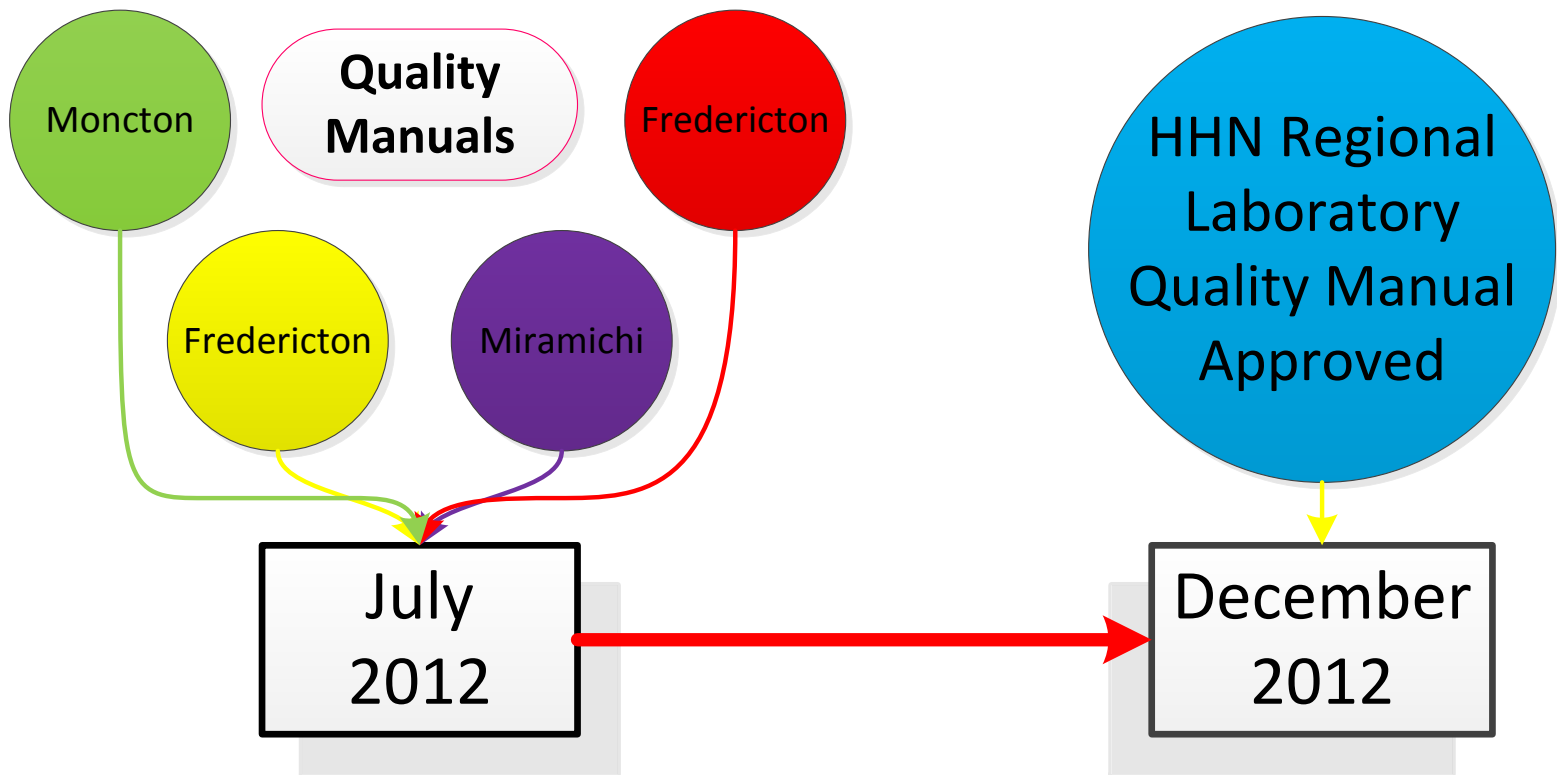 Moncton
Quality
Manuals
Fredericton
Fredericton
Miramichi
HHN Regional
Laboratory
Quality Manual
Approved
July
2012
December
2012